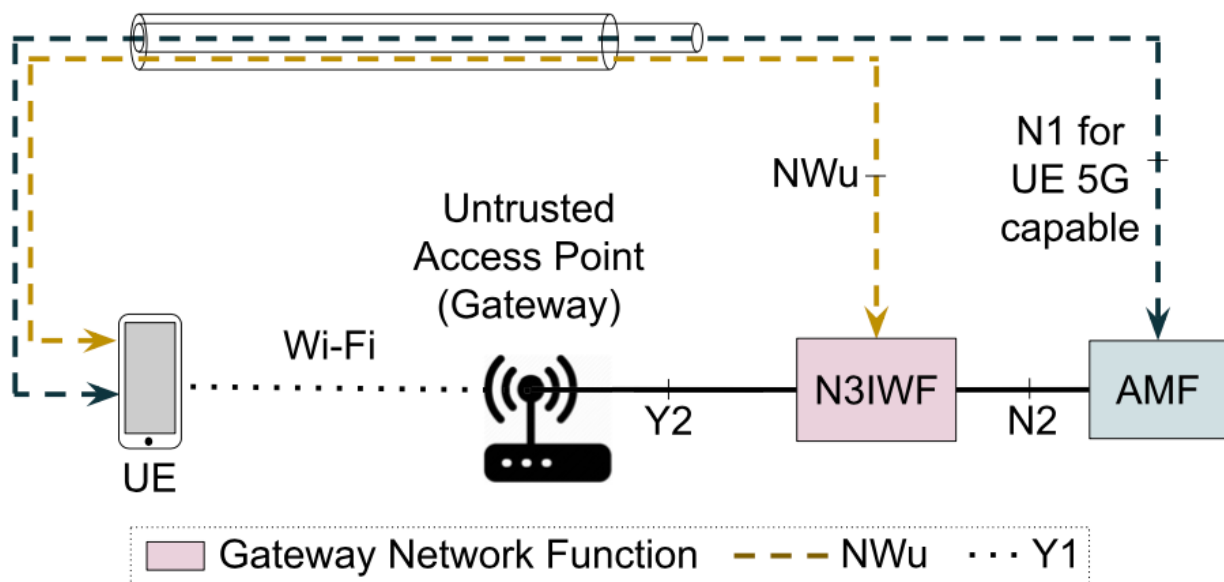 N1 for
UE 5G
capable
NWu
Untrusted
Access Point
(Gateway)
Wi-Fi
N3IWF
AMF
Y2
N2
UE
Gateway Network Function
NWu
Y1